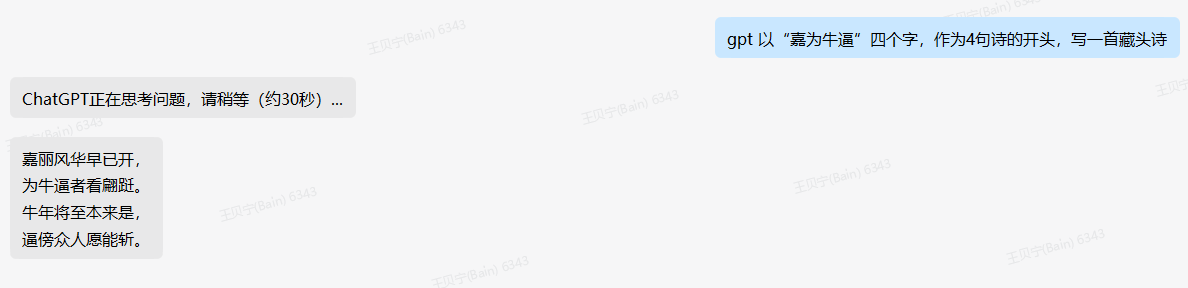 gpt 以“嘉为牛逼”四个字，作为4句诗的开头，写一首藏头诗
ChatGPT正在思考问题，请稍等（约30秒）...
嘉丽风华早已开，
为牛逼者看翩跹。
牛年将至本来是，
逼傍众人愿能斩。
王贝宁(Bain) 6343
王贝宁(Bain) 6343
王贝宁(Bain) 6343
王贝宁(Bain) 6343
王贝宁(Bain) 6343
王贝宁(Bain) 6343
王贝宁(Bain) 6343
王贝宁(Bain) 6343